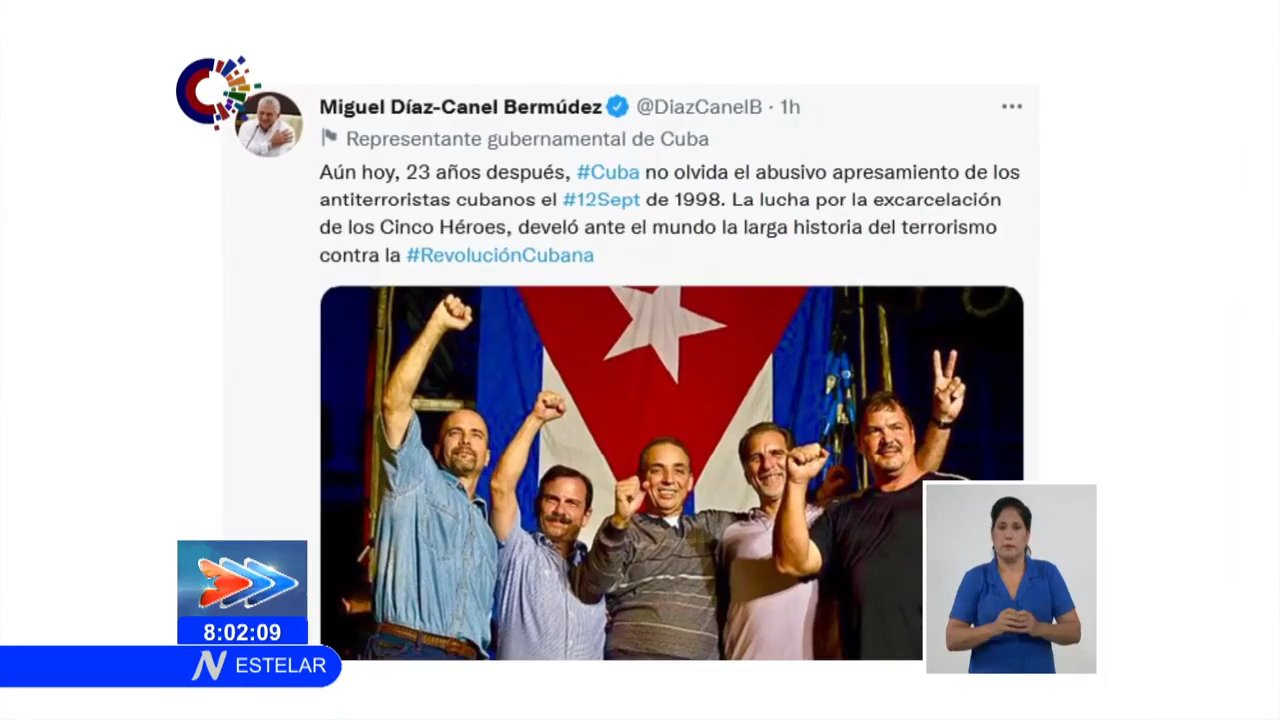 Miguel Díaz-Canel Bermúdez @DiazCanelB · 1h
Representante gubernamental de Cuba
Aún hoy, 23 años después, #Cuba no olvida el abusivo apresamiento de los
antiterroristas cubanos el #12Sept de 1998. La lucha por la excarcelación
de los Cinco Héroes, develó ante el mundo la larga historia del terrorismo
contra la #RevoluciónCubana
8:02:09
N ESTELAR